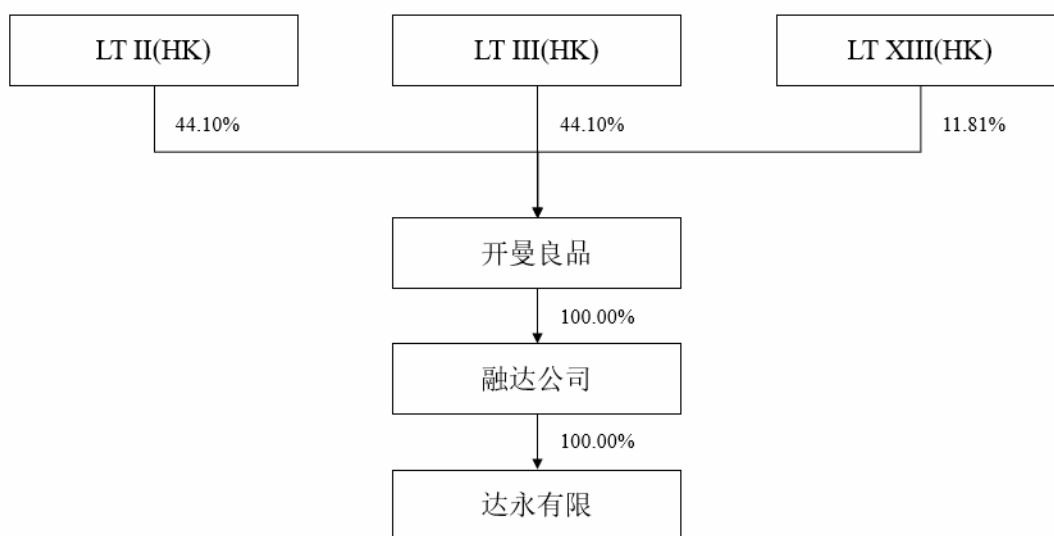 LT II(HK)
LT III(HK)
LT XIII(HK)
44.10%
44.10%
11.81%
开曼良品
100.00%
融达公司
100.00%
达永有限